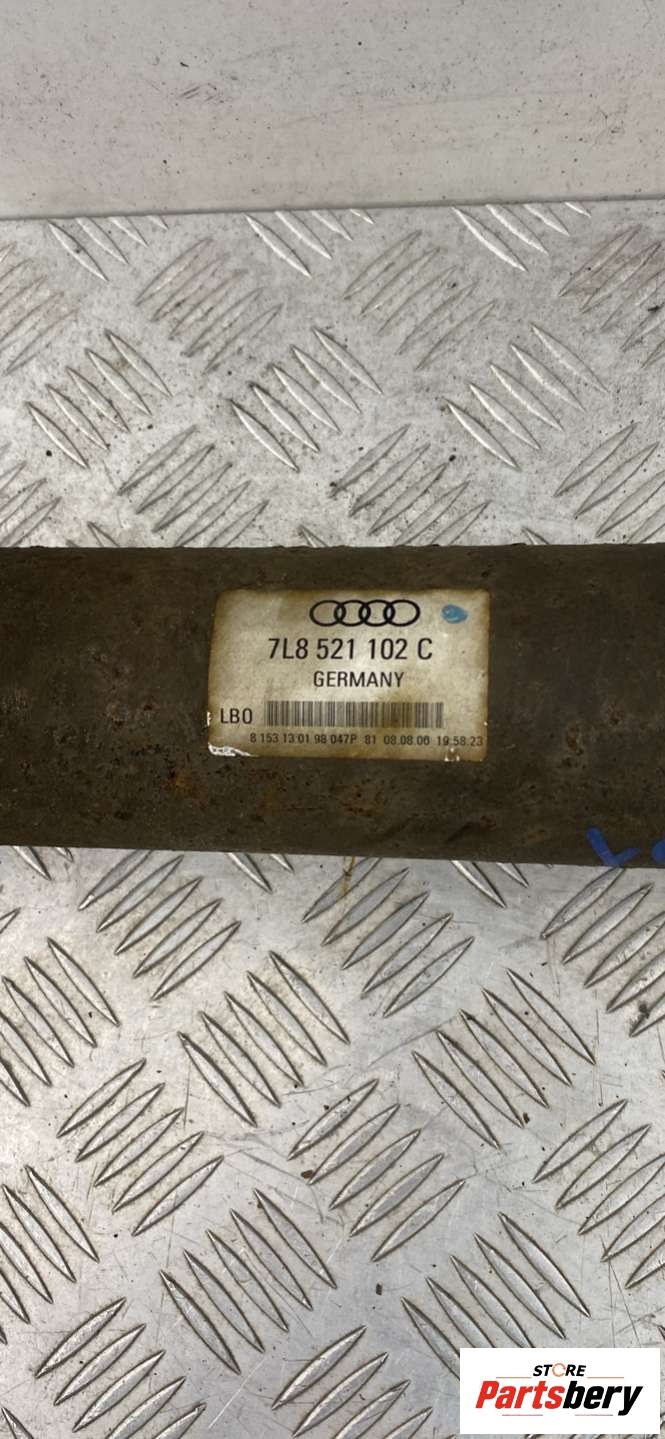 7L8 521 102 C
GERMANY
LB0
8 153 13 01 98 047P 81 08.08.06 19.58.23
STORE
Partsbery